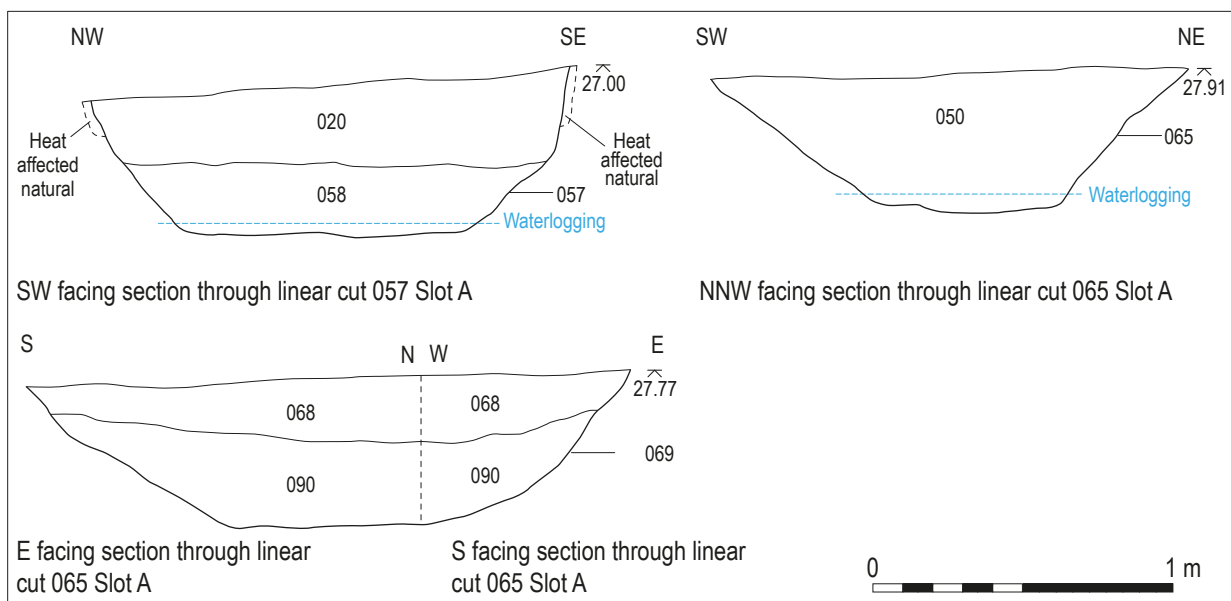 NW SE
27.00
020
Heat
affected
natural
Heat
affected
natural
058
057
Waterlogging
SW facing section through linear cut 057 Slot A
SW NE
27.91
050
065
Waterlogging
NNW facing section through linear cut 065 Slot A
S N W E
27.77
068 068
069
090 090
E facing section through linear
cut 065 Slot A
S facing section through linear
cut 065 Slot A
0 1 m